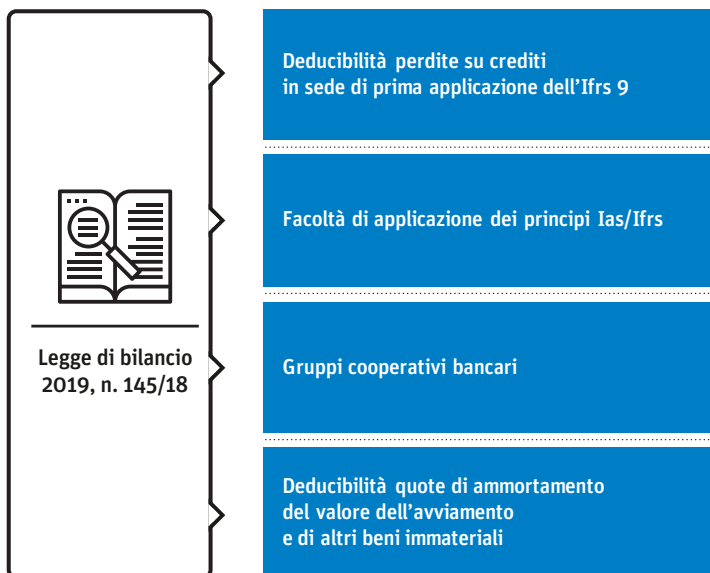 Legge di bilancio
2019, n. 145/18
Deducibilità perdite su crediti
in sede di prima applicazione dell'Ifrs 9
Facoltà di applicazione dei principi Ias/Ifrs
Gruppi cooperativi bancari
Deducibilità quote di ammortamento
del valore dell'avviamento
e di altri beni immateriali